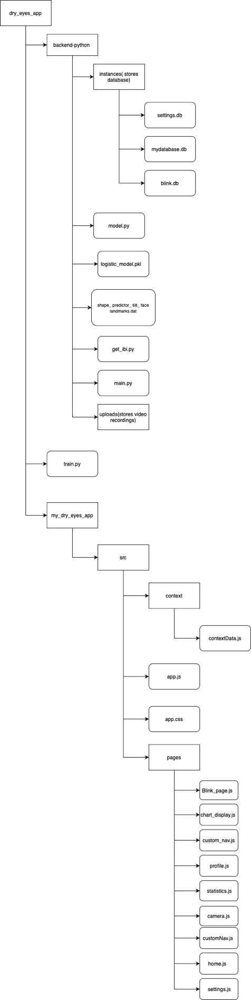 dry_eyes_app
backend-python
instances( stores
database)
settings.db
mydatabase.db
blink.db
model.py
logistic_model.pkl
shape_ predictor_ 68_ face
landmarks.dat
get_ibi.py
main.py
uploads(stores video
recordings)
train.py
my_dry_eyes_app
src
context
contextData.js
app.js
app.css
pages
Blink_page.js
chart_display.js
custom_nav.js
profile.js
statistics.js
camera.js
customNav.js
home.js
settings.js